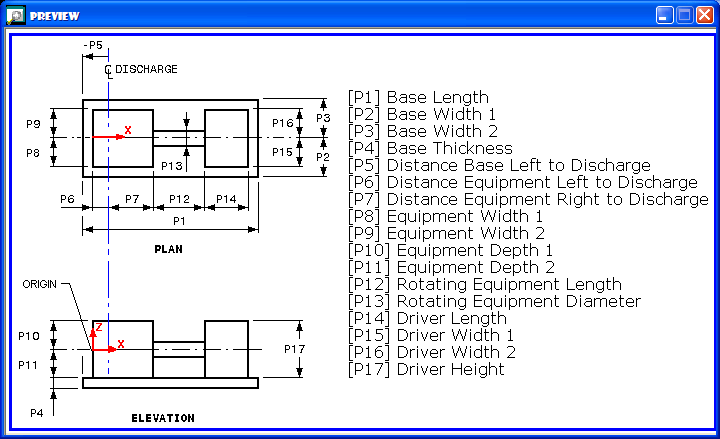 PREVIEW
-P5
CL DISCHARGE
P9
X
P16
P3
P8
P13
P15
P2
P6
P7
P12
P14
P1
PLAN
ORIGIN
Z
P10
X
P17
P11
P4
ELEVATION
[P1] Base Length
[P2] Base Width 1
[P3] Base Width 2
[P4] Base Thickness
[P5] Distance Base Left to Discharge
[P6] Distance Equipment Left to Discharge
[P7] Distance Equipment Right to Discharge
[P8] Equipment Width 1
[P9] Equipment Width 2
[P10] Equipment Depth 1
[P11] Equipment Depth 2
[P12] Rotating Equipment Length
[P13] Rotating Equipment Diameter
[P14] Driver Length
[P15] Driver Width 1
[P16] Driver Width 2
[P17] Driver Height